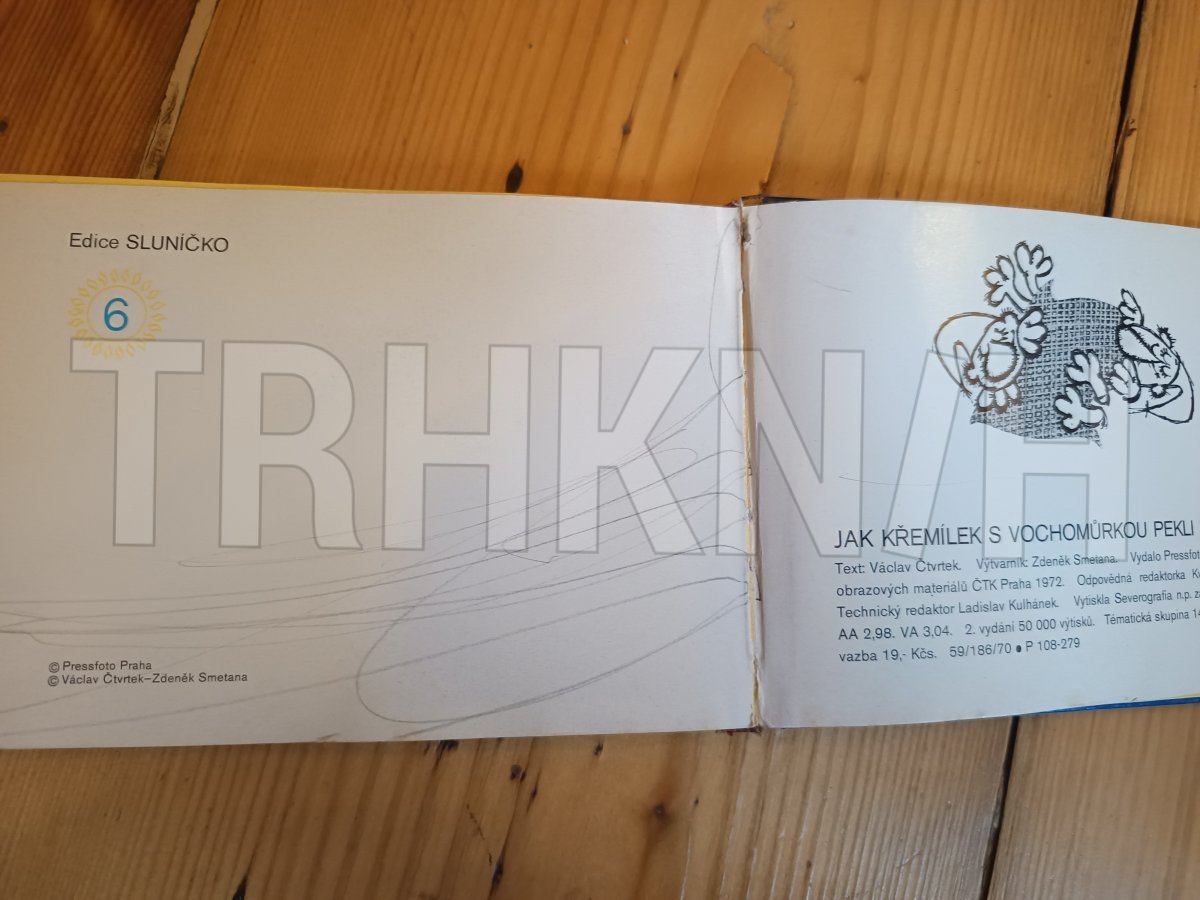 Edice SLUNÍČKO
6
TRHKNIH
© Pressfoto Praha
© Václav Čtvrtek–Zdeněk Smetana
JAK KŘEMÍLEK S VOCHOMŮRKOU PEKLI
Text: Václav Čtvrtek. Výtvarník: Zdeněk Smetana. Vydalo Pressfot
obrazových materiálů ČTK Praha 1972. Odpovědná redaktorka
Technický redaktor Ladislav Kulhánek. Vytiskla Severografia n.p.
AA 2,98. VA 3,04. 2. vydání 50 000 výtisků. Tématická skupina 14
vazba 19,- Kčs. 59/186/70 ● P 108-279